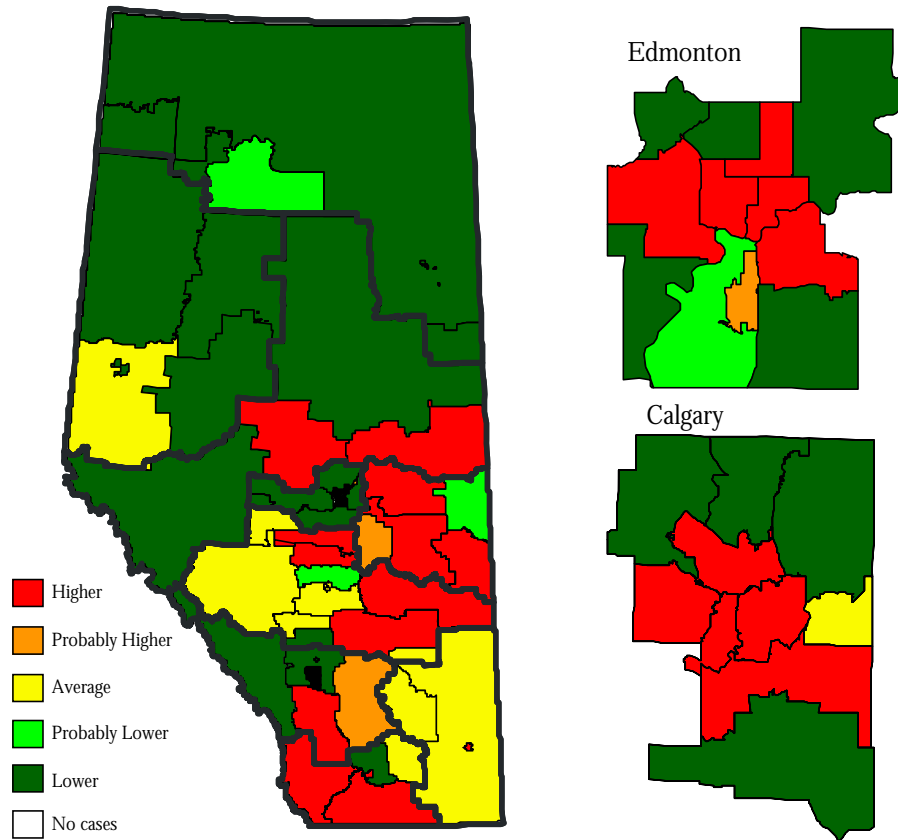 Edmonton
Calgary
Higher
Probably Higher
Average
Probably Lower
Lower
No cases